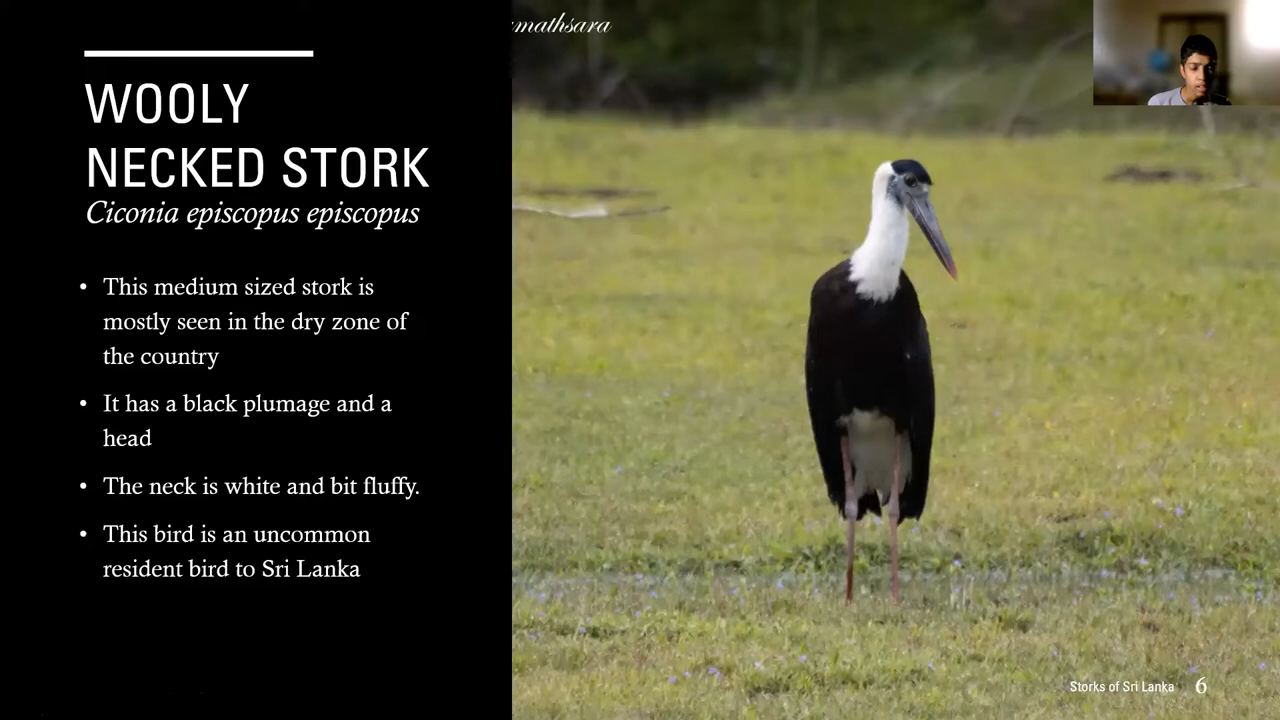 WOOLY
NECKED STORK
Ciconia episcopus episcopus
• This medium sized stork is
mostly seen in the dry zone of
the country
• It has a black plumage and a
head
• The neck is white and bit fluffy.
• This bird is an uncommon
resident bird to Sri Lanka
Storks of Sri Lanka 6